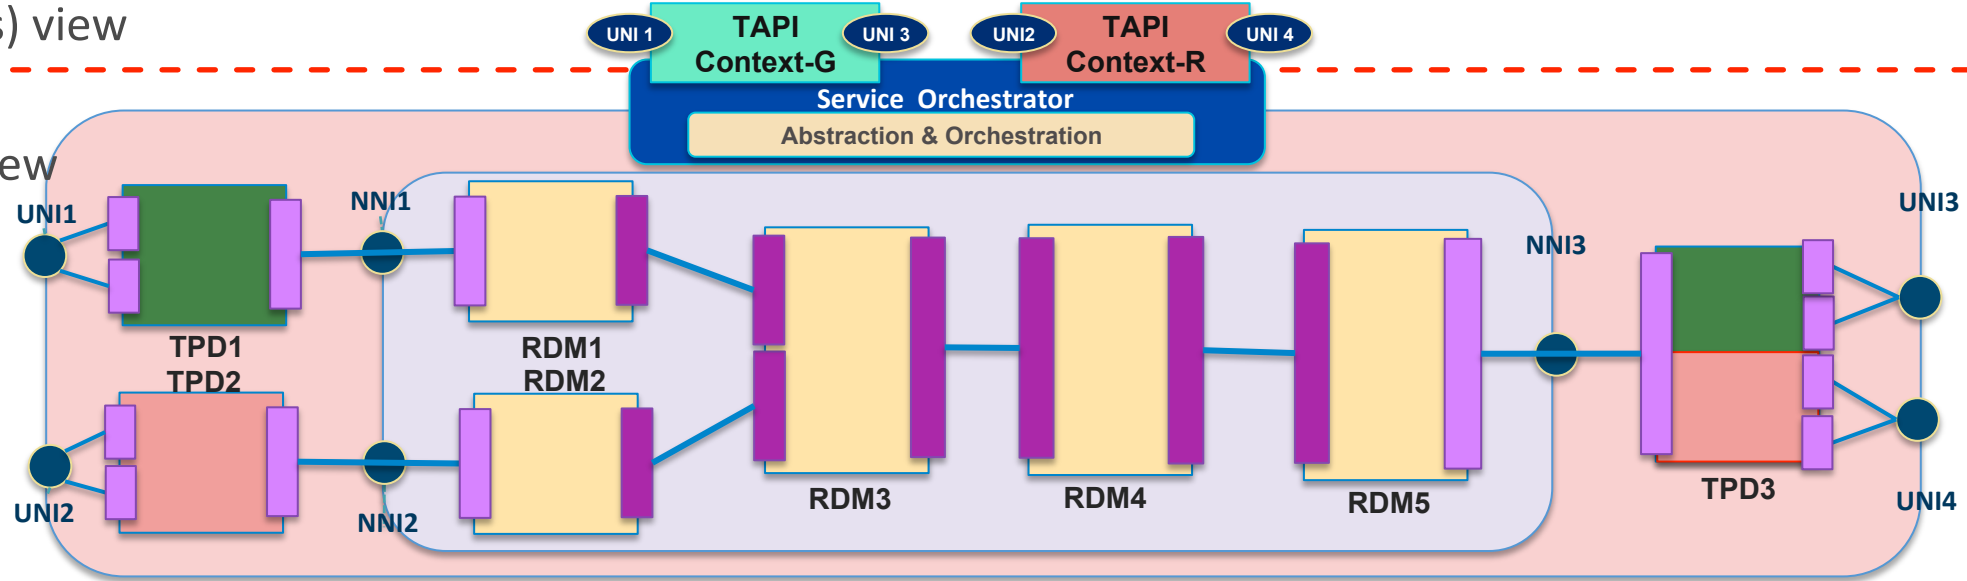 s) view
UNI 1
TAPI
Context-G
UNI 3
UNI2
TAPI
Context-R
UNI 4
Service Orchestrator
Abstraction & Orchestration
ew
UNI1
NNI1
UNI3
NNI3
TPD1
TPD2
RDM1
RDM2
RDM3
RDM4
RDM5
TPD3
UNI2
NNI2
UNI4